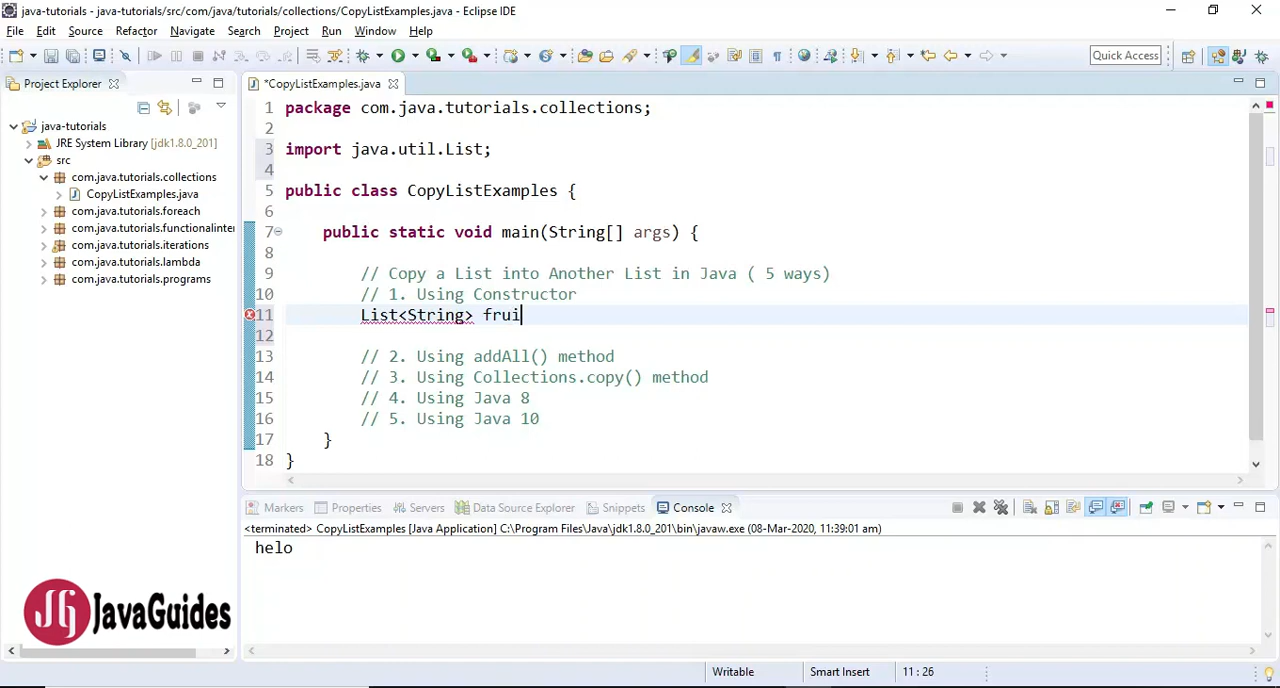 java-tutorials - java-tutorials/src/com/java/tutorials/collections/CopyListExamples.java - Eclipse IDE
File Edit Source Refactor Navigate Search Project Run Window Help
Quick Access
Project Explorer
*CopyListExamples.java
java-tutorials
JRE System Library [jdk1.8.0_201]
src
com.java.tutorials.collections
CopyListExamples.java
com.java.tutorials.foreach
com.java.tutorials.functionalinter
com.java.tutorials.iterations
com.java.tutorials.lambda
com.java.tutorials.programs
1 package com.java.tutorials.collections;
2
3 import java.util.List;
4
5 public class CopyListExamples {
6
7 public static void main(String[] args) {
8
9 // Copy a List into Another List in Java ( 5 ways)
10 // 1. Using Constructor
11 List<String> frui
12
13 // 2. Using addAll() method
14 // 3. Using Collections.copy() method
15 // 4. Using Java 8
16 // 5. Using Java 10
17 }
18 }
Markers Properties Servers Data Source Explorer Snippets Console
<terminated> CopyListExamples [Java Application] C:\Program Files\Java\jdk1.8.0_201\bin\javaw.exe (08-Mar-2020, 11:39:01 am)
helo
JG JavaGuides
Writable Smart Insert 11 : 26